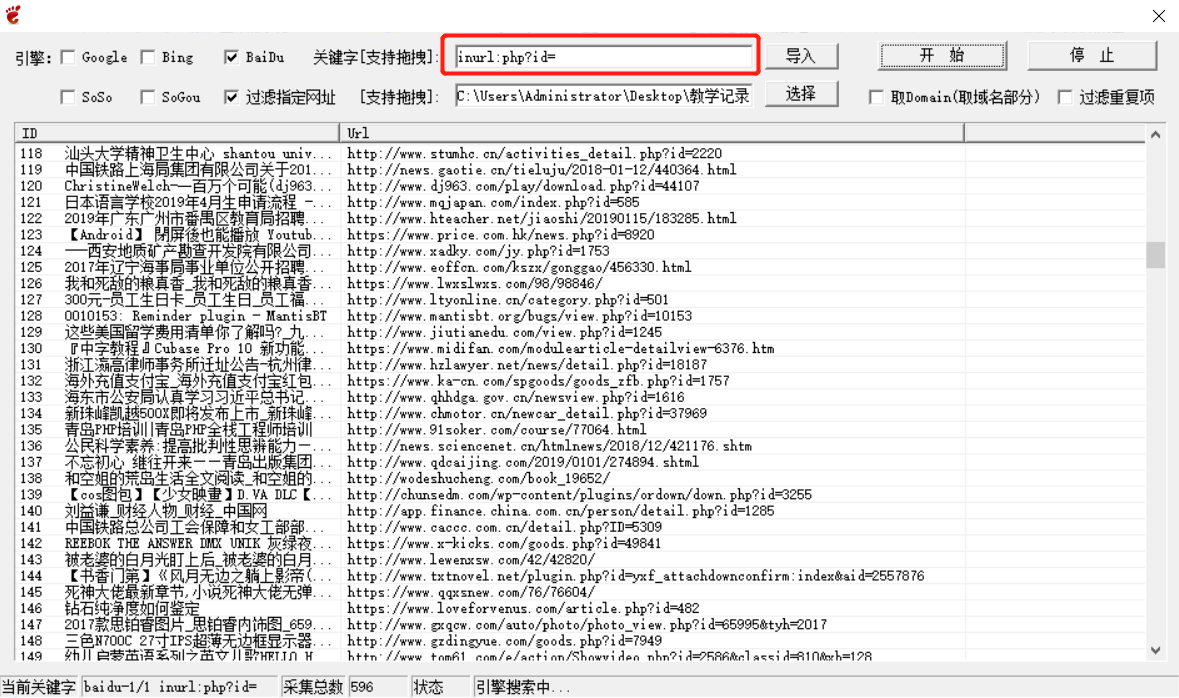 引擎: Google Bing BaiDu 关键字[支持拖拽]: inurl:php?id= 导入 开 始 停 止
SoSo SoGou 过滤指定网址 [支持拖拽]: C:\Users\Administrator\Desktop\教学记录 选择 取Domain(取域名部分) 过滤重复项
ID Url
118 汕头大学精神卫生中心 shantou univ... http://www.stumhc.cn/activities_detail.php?id=2220
119 中国铁路上海局集团有限公司关于201... http://news.gaotie.cn/tieluju/2018-01-12/440364.html
120 ChristineWelch-一百万个可能(dj963... http://www.dj963.com/play/download.php?id=44107
121 日本语言学校2019年4月生申请流程 -... http://www.mqjapan.com/index.php?id=585
122 2019年广东广州市番禺区教育局招聘... http://www.hteacher.net/jiaoshi/20190115/183285.html
123 【Android】 閉屏後也能播放 Youtub... https://www.price.com.hk/news.php?id=8920
124 ——西安地质矿产勘查开发院有限公司... http://www.xadky.com/jy.php?id=1753
125 2017年辽宁海事局事业单位公开招聘... http://www.eoffcn.com/kszx/gonggao/456330.html
126 我和死敌的粮真香_我和死敌的粮真香... https://www.lwxslwxs.com/98/98846/
127 300元-员工生日卡_员工生日_员工福... http://www.ltyonline.cn/category.php?id=501
128 0010153: Reminder plugin - MantisBT http://www.mantisbt.org/bugs/view.php?id=10153
129 这些美国留学费用清单你了解吗?_九... http://www.jiutianedu.com/view.php?id=1245
130 『中字教程』Cubase Pro 10 新功能... https://www.midifan.com/modulearticle-detailview-6376.htm
131 浙江滈高律师事务所迁址公告-杭州律... http://www.hzlawyer.net/news/detail.php?id=18187
132 海外充值支付宝_海外充值支付宝红包... https://www.ka-cn.com/spgoods/goods_zfb.php?id=1757
133 海东市公安局认真学习习近平总书记... http://www.qhhdga.gov.cn/newsview.php?id=1616
134 新珠峰凯越500X即将发布上市_新珠峰... http://www.chmotor.cn/newcar_detail.php?id=37969
135 青岛PHP培训|青岛PHP全栈工程师培训 http://www.91soker.com/course/77064.html
136 公民科学素养:提高批判性思辨能力—... http://news.sciencenet.cn/htmlnews/2018/12/421176.shtm
137 不忘初心 继往开来——青岛出版集团... http://www.qdcaijing.com/2019/0101/274894.shtml
138 和空姐的荒岛生活全文阅读_和空姐的... http://wodeshucheng.com/book_19652/
139 【cos图包】【少女映畫】D.VA DLC【... http://chunsedm.com/wp-content/plugins/ordown/down.php?id=3255
140 刘益谦_财经人物_财经_中国网 http://app.finance.china.com.cn/person/detail.php?id=1285
141 中国铁路总公司工会保障和女工部部... http://www.caccc.com.cn/detail.php?ID=5309
142 REEBOK THE ANSWER DMX UNIK 灰绿夜... https://www.x-kicks.com/goods.php?id=49841
143 被老婆的白月光盯上后_被老婆的白月... http://www.lewenxsw.com/42/42820/
144 【书香门第】《风月无边之躺上影帝(... http://www.txtnovel.net/plugin.php?id=yxf_attachdownconfirm:index&aid=2557876
145 死神大佬最新章节,小说死神大佬无弹... http://www.qqxsnew.com/76/76604/
146 钻石纯净度如何鉴定 https://www.loveforvenus.com/article.php?id=482
147 2017款思铂睿图片_思铂睿内饰图_659... http://www.gxqcw.com/auto/photo/photo_view.php?id=65995&tyh=2017
148 三色N700C 27寸IPS超薄无边框显示器... http://www.gzdingyue.com/goods.php?id=7949
149 幼儿启蒙英语系列之英文儿歌HELLO H... http://www.tom61.com/e/action/Showvideo.php?id=2586&classid=810&xh=128
当前关键字 baidu-1/1 inurl:php?id= 采集总数 596 状态 引擎搜索中...